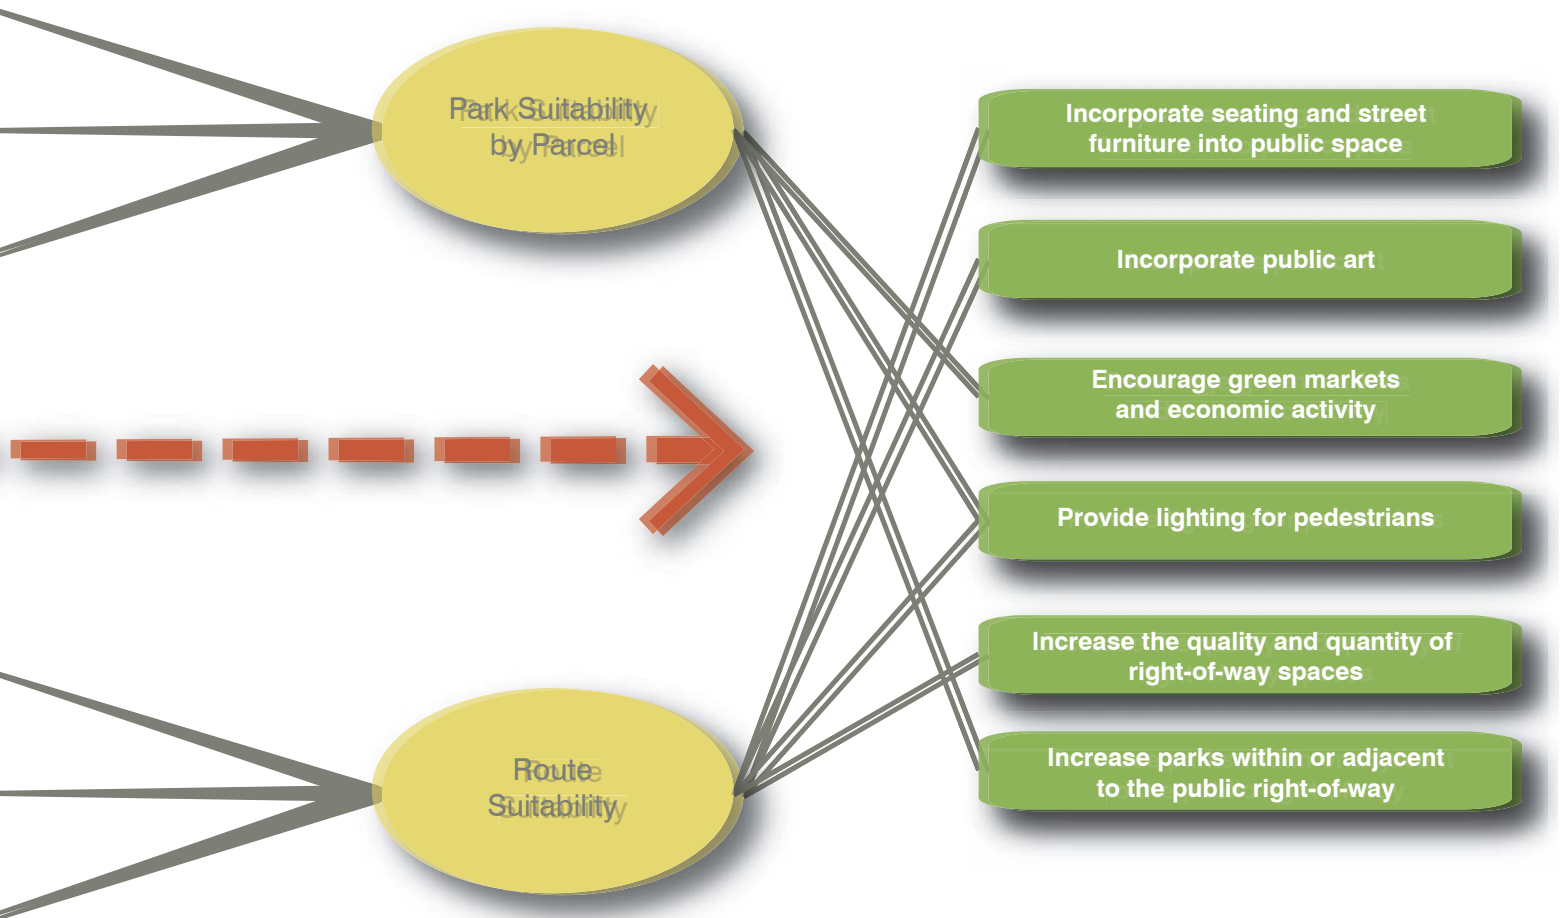 Park Suitability
by Parcel
Incorporate seating and street
furniture into public space
Incorporate public art
Encourage green markets
and economic activity
Provide lighting for pedestrians
Increase the quality and quantity of
right-of-way spaces
Route
Suitability
Increase parks within or adjacent
to the public right-of-way